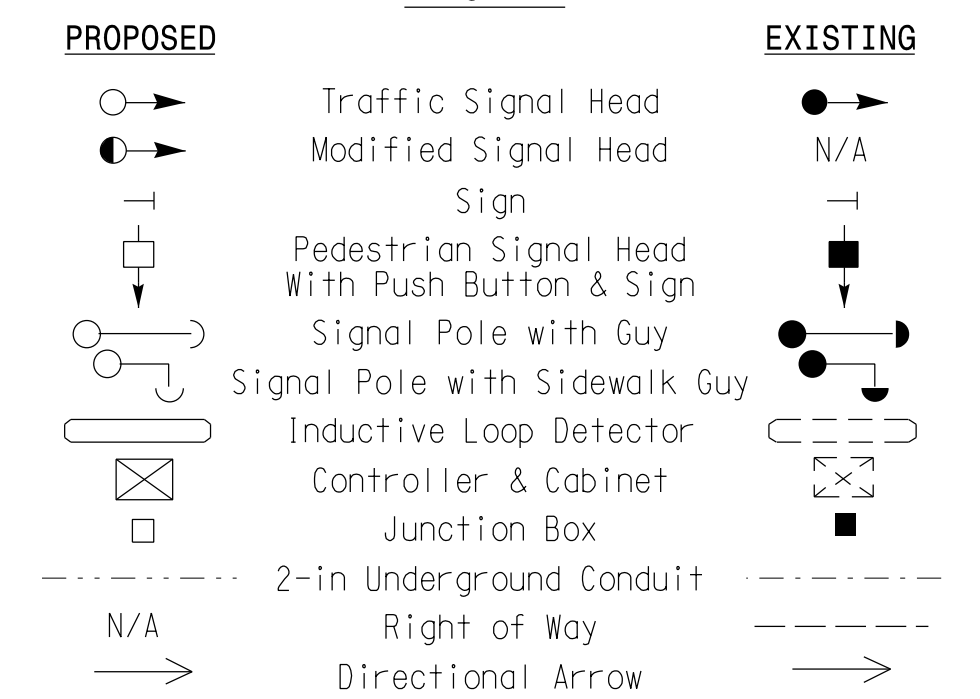 PROPOSED EXISTING
Traffic Signal Head
Modified Signal Head N/A
Sign
Pedestrian Signal Head
With Push Button & Sign
Signal Pole with Guy
Signal Pole with Sidewalk Guy
Inductive Loop Detector
Controller & Cabinet
Junction Box
2-in Underground Conduit
N/A Right of Way
Directional Arrow